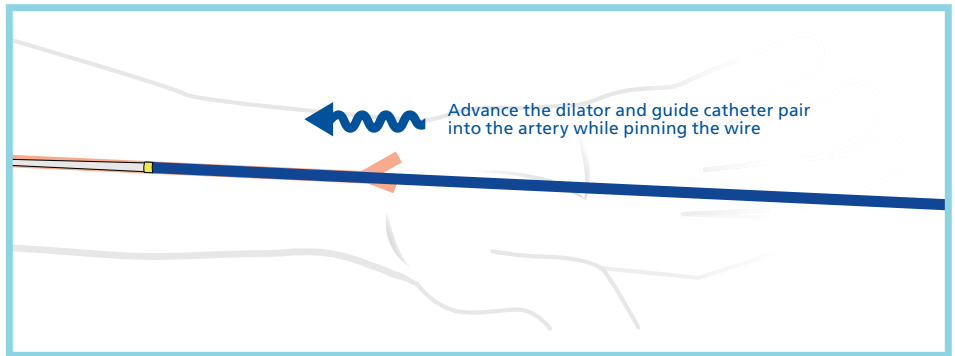 Advance the dilator and guide catheter pair
into the artery while pinning the wire